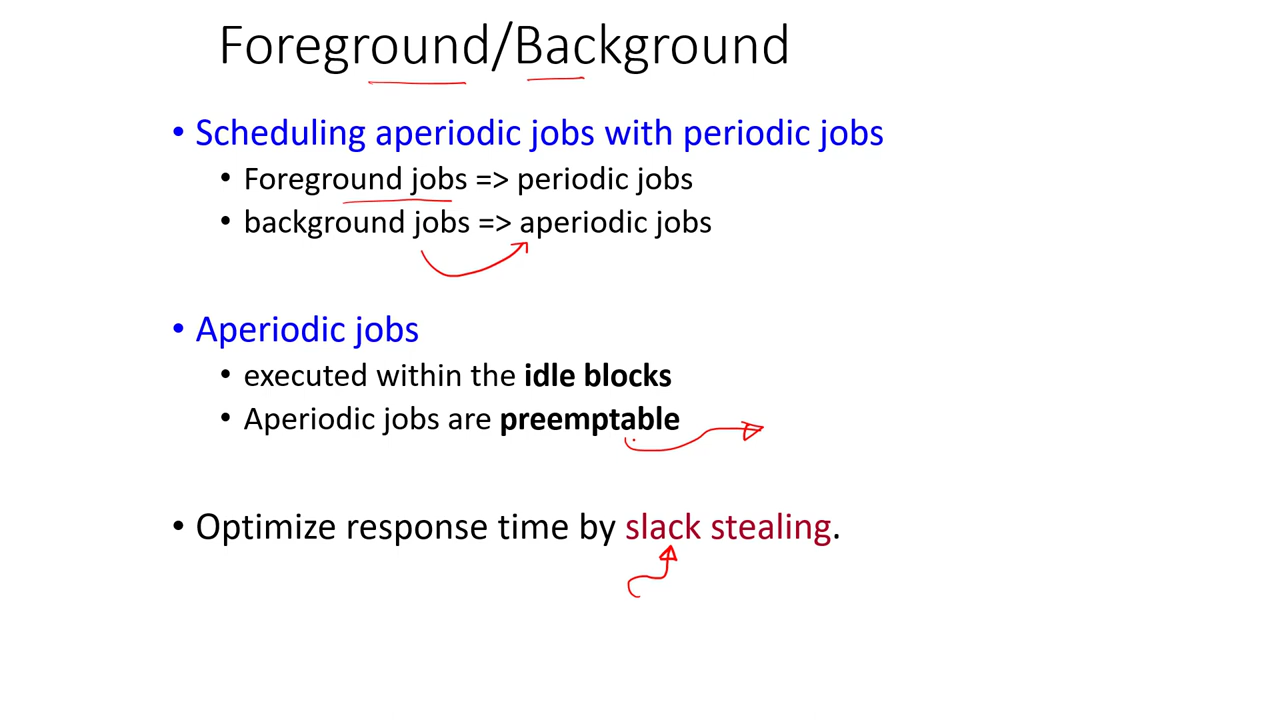 Foreground/Background
• Scheduling aperiodic jobs with periodic jobs
• Foreground jobs => periodic jobs
• background jobs => aperiodic jobs
• Aperiodic jobs
• executed within the idle blocks
• Aperiodic jobs are preemptable
• Optimize response time by slack stealing.